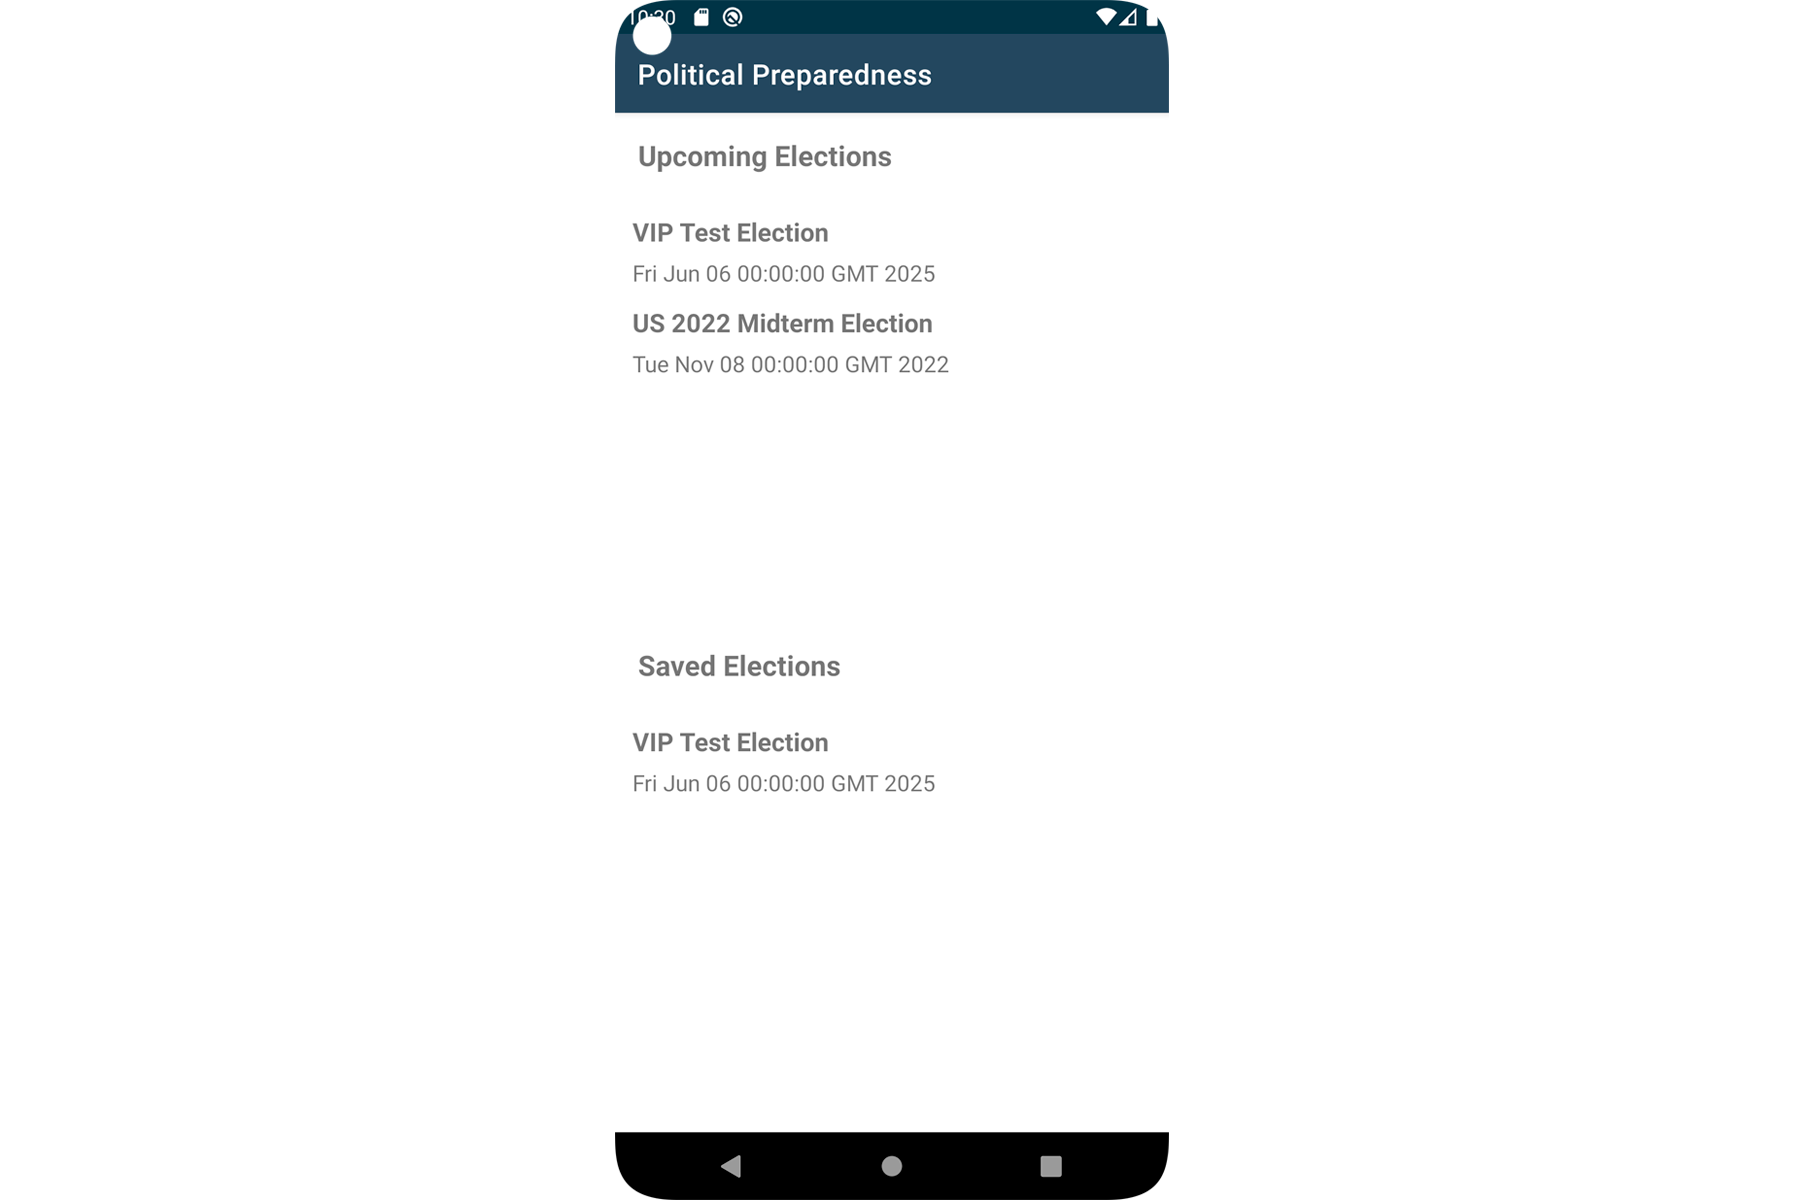 10:20
Political Preparedness
Upcoming Elections
VIP Test Election
Fri Jun 06 00:00:00 GMT 2025
US 2022 Midterm Election
Tue Nov 08 00:00:00 GMT 2022
Saved Elections
VIP Test Election
Fri Jun 06 00:00:00 GMT 2025